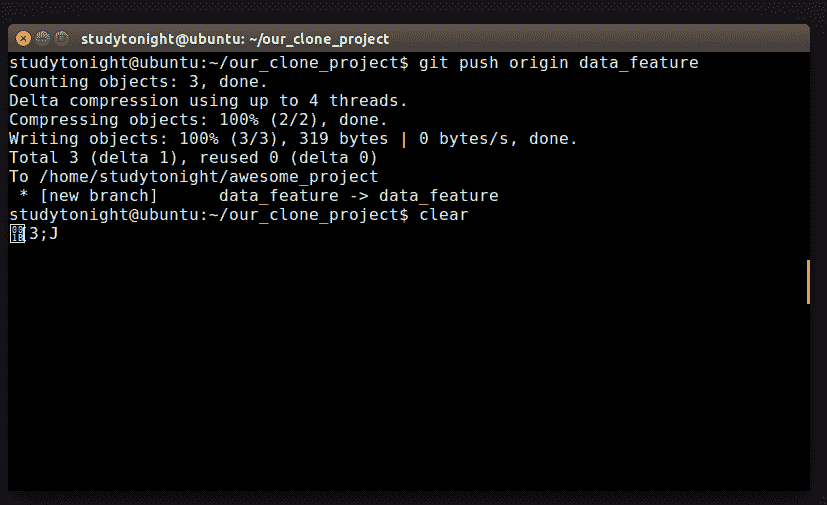 studytonight@ubuntu: ~/our_clone_project
studytonight@ubuntu:~/our_clone_project$ git push origin data_feature
Counting objects: 3, done.
Delta compression using up to 4 threads.
Compressing objects: 100% (2/2), done.
Writing objects: 100% (3/3), 319 bytes | 0 bytes/s, done.
Total 3 (delta 1), reused 0 (delta 0)
To /home/studytonight/awesome_project
 * [new branch]      data_feature -> data_feature
studytonight@ubuntu:~/our_clone_project$ clear
[3;J